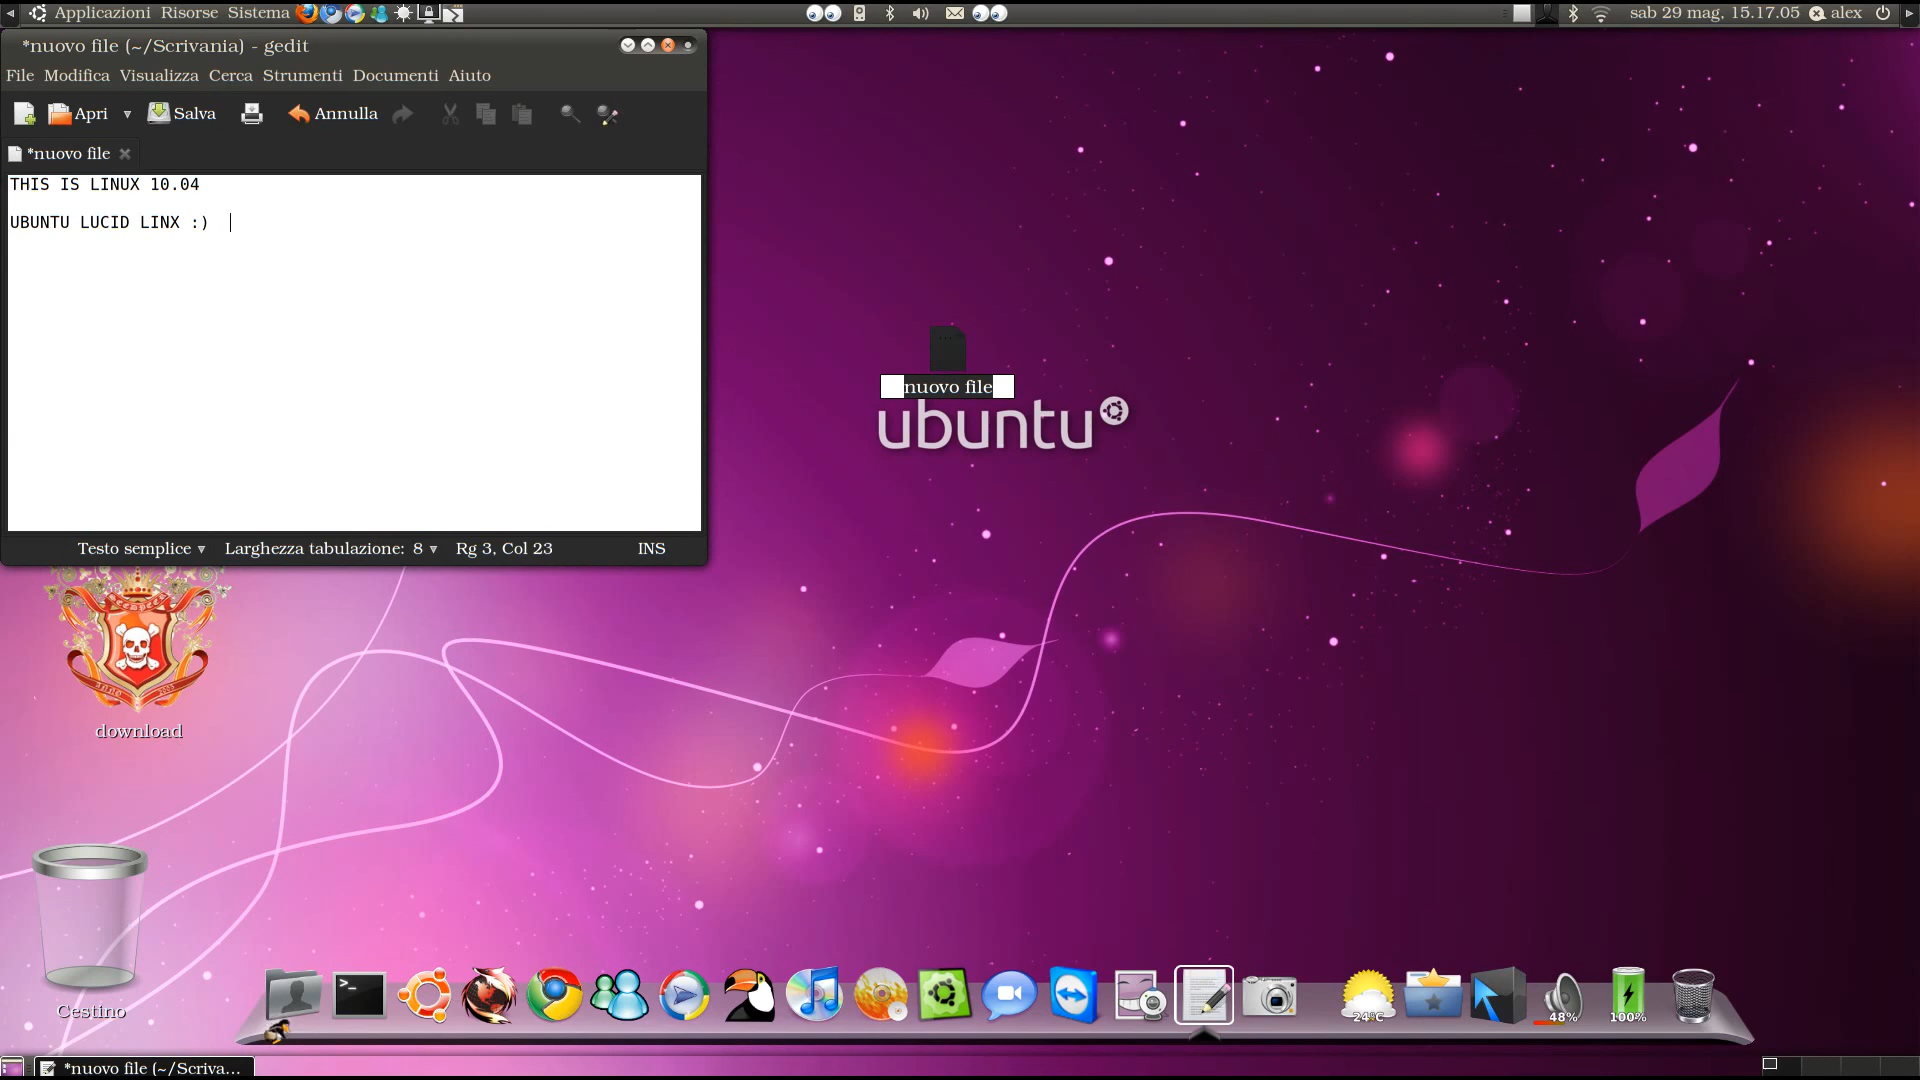 Applicazioni Risorse Sistema
sab 29 mag, 15.17.05 alex
*nuovo file (~/Scrivania) - gedit
File Modifica Visualizza Cerca Strumenti Documenti Aiuto
Apri Salva Annulla
*nuovo file
THIS IS LINUX 10.04
UBUNTU LUCID LINX :)
Testo semplice Larghezza tabulazione: 8 Rg 3, Col 23 INS
nuovo file
ubuntu
download
Cestino
>_
24°C
48%
100%
*nuovo file (~/Scriva...